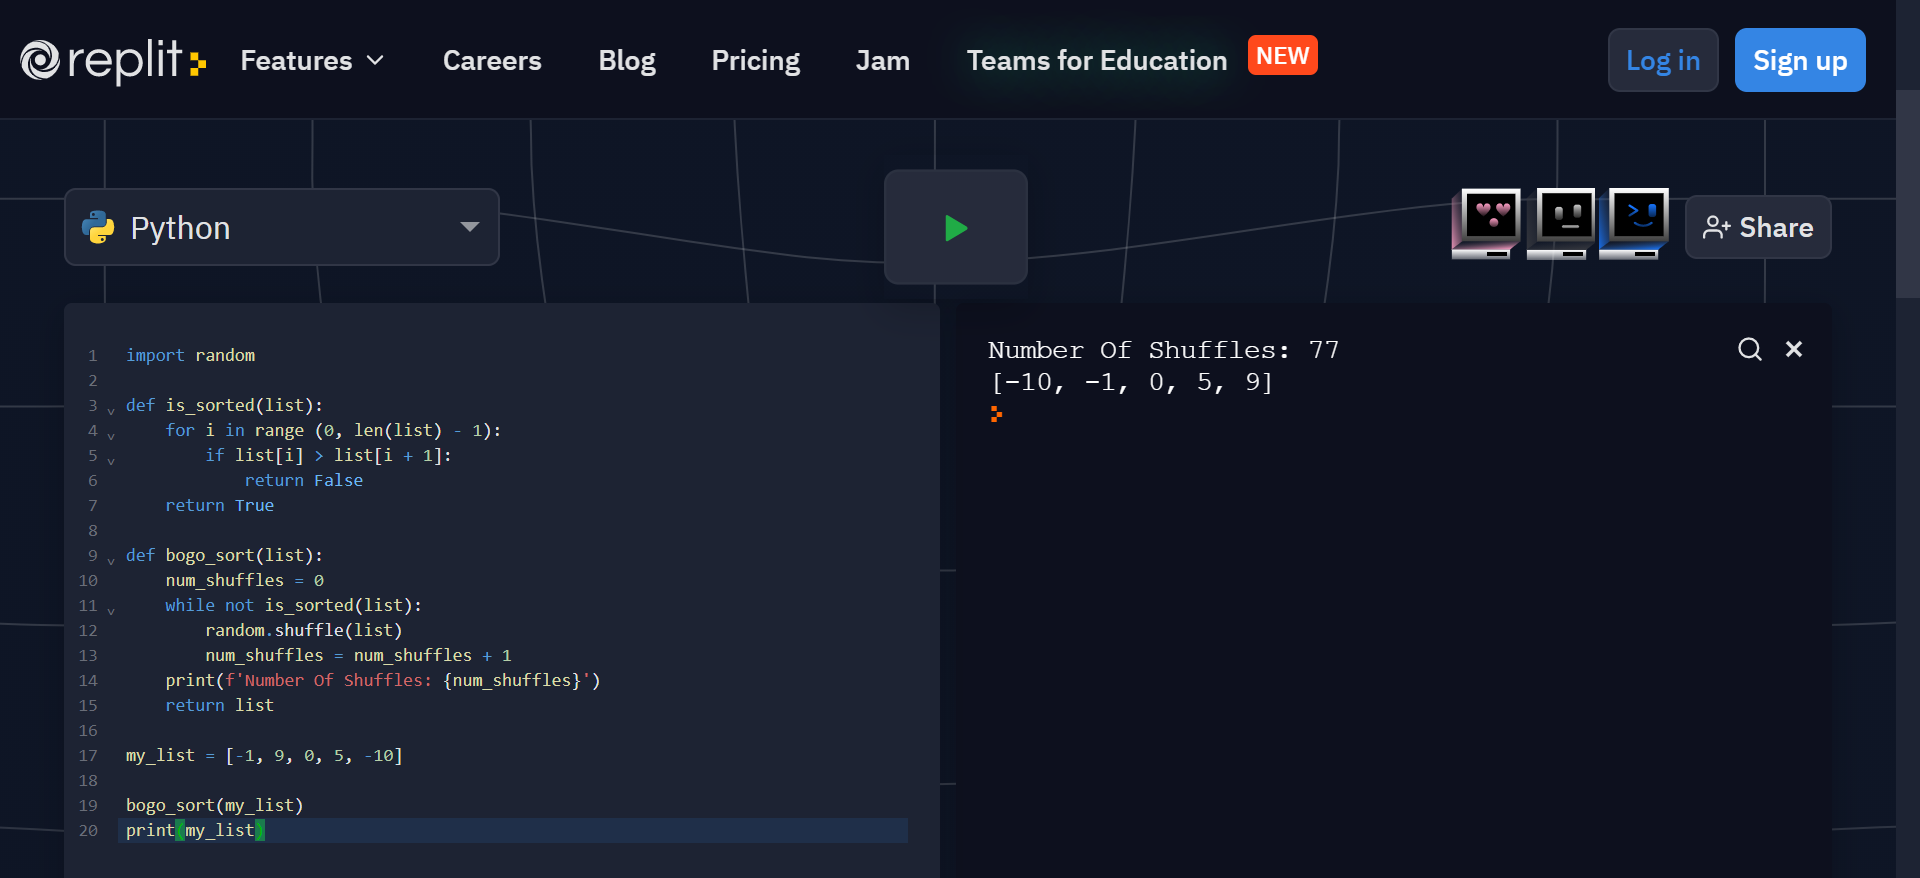 replit Features Careers Blog Pricing Jam Teams for Education NEW Log in Sign up
Python
Share
1 import random
2
3 def is_sorted(list):
4     for i in range (0, len(list) - 1):
5         if list[i] > list[i + 1]:
6             return False
7     return True
8
9 def bogo_sort(list):
10     num_shuffles = 0
11     while not is_sorted(list):
12         random.shuffle(list)
13         num_shuffles = num_shuffles + 1
14     print(f'Number Of Shuffles: {num_shuffles}')
15     return list
16
17 my_list = [-1, 9, 0, 5, -10]
18
19 bogo_sort(my_list)
20 print(my_list)
Number Of Shuffles: 77
[-10, -1, 0, 5, 9]